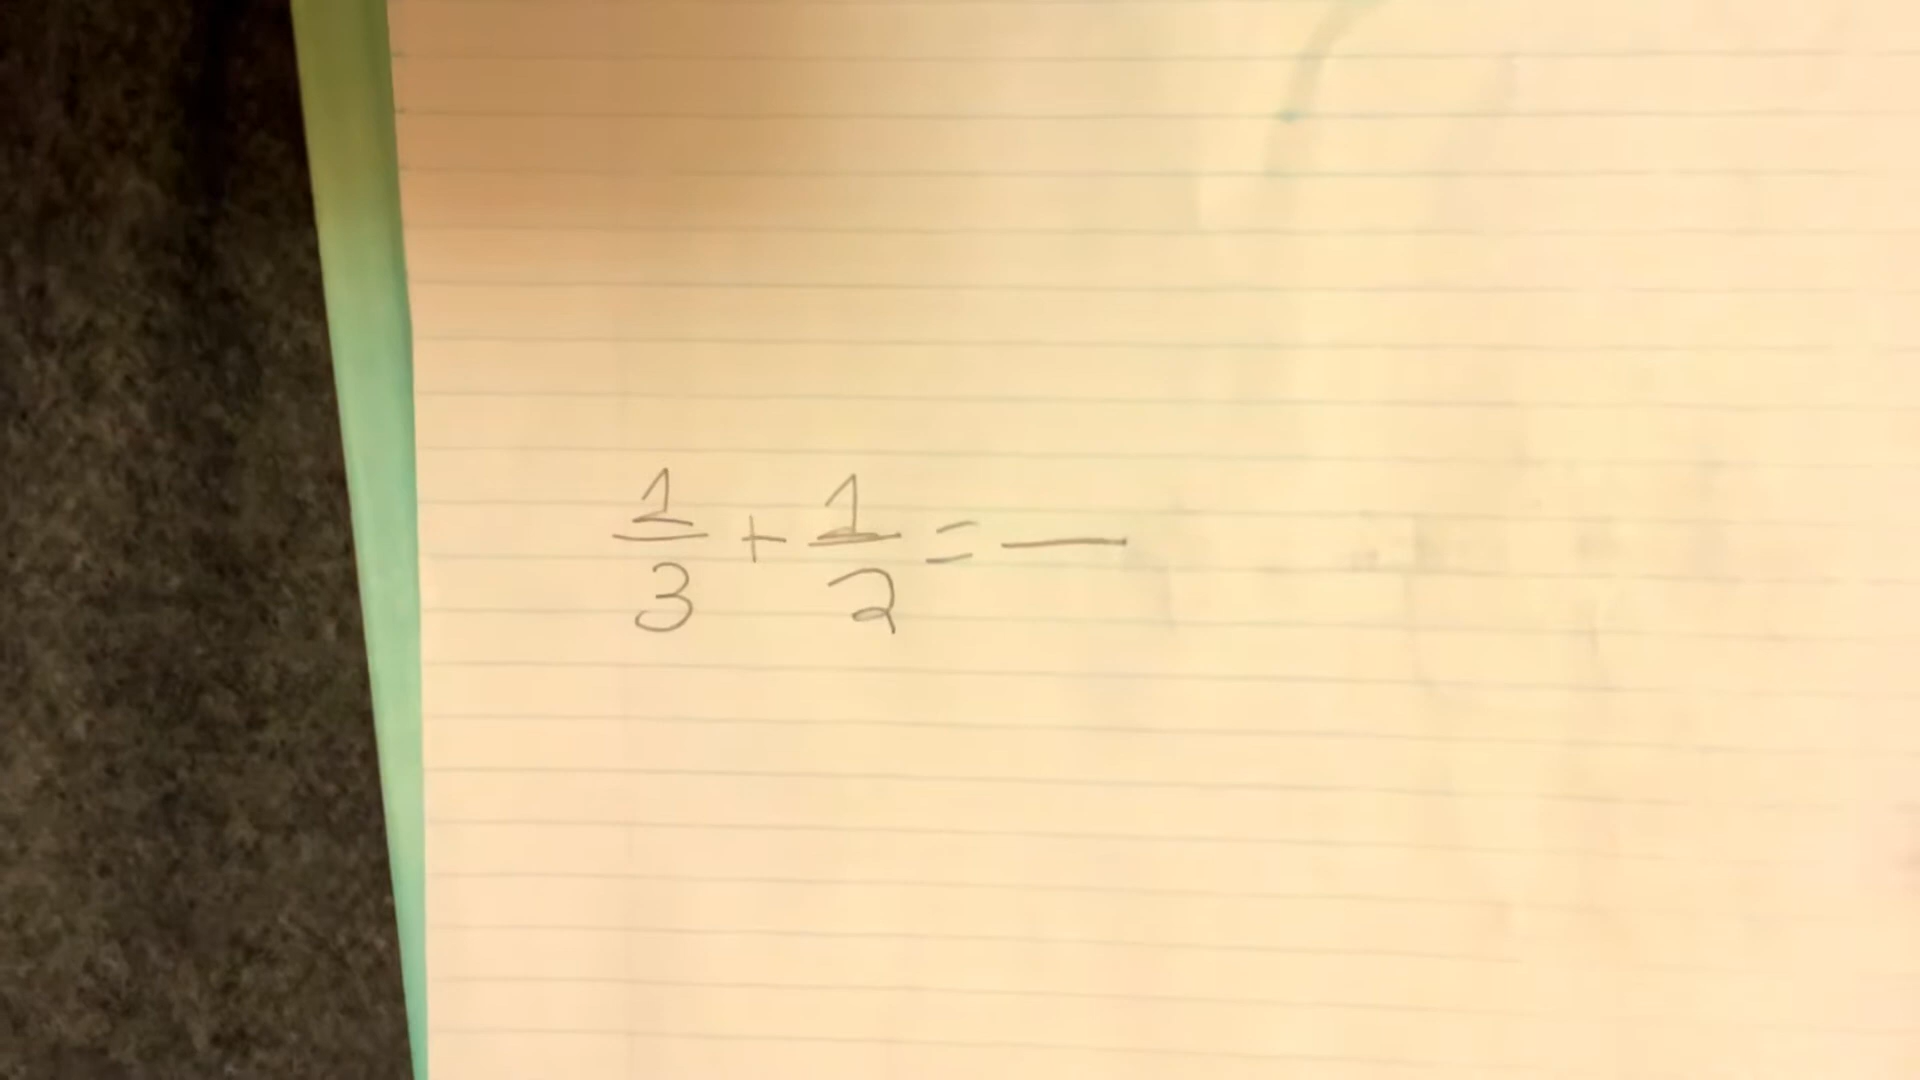 1/3 + 1/2 = —